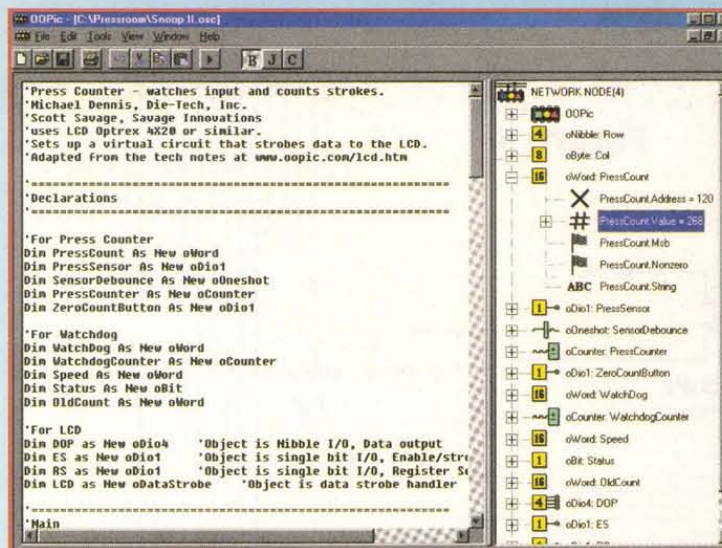 OOPic - [C:\Pressroom\Snoop II.osc]
File Edit Tools View Window Help
B J C
'Press Counter - watches input and counts strokes.
'Michael Dennis, Die-Tech, Inc.
'Scott Savage, Savage Innovations
'uses LCD Optrex 4X20 or similar.
'Sets up a virtual circuit that strobes data to the LCD.
'Adapted from the tech notes at www.oopic.com/lcd.htm
'=====================================================
'Declarations
'=====================================================
'For Press Counter
Dim PressCount As New oWord
Dim PressSensor As New oDio1
Dim SensorDebounce As New oOneshot
Dim PressCounter As New oCounter
Dim ZeroCountButton As New oDio1
'For Watchdog
Dim WatchDog As New oWord
Dim WatchdogCounter As New oCounter
Dim Speed As New oWord
Dim Status As New oBit
Dim OldCount As New oWord
'For LCD
Dim DOP as New oDio4 'Object is Nibble I/O, Data output
Dim ES as New oDio1 'Object is single bit I/O, Enable/stro
Dim RS as New oDio1 'Object is single bit I/O, Register Se
Dim LCD as New oDataStrobe 'Object is data strobe handler
'=====================================================
'Main
NETWORK NODE(4)
OOPic
4 oNibble: Row
8 oByte: Col
16 oWord: PressCount
PressCount.Address = 120
# PressCount.Value = 268
PressCount.Msb
PressCount.Nonzero
ABC PressCount.String
1 oDio1: PressSensor
oOneshot: SensorDebounce
oCounter: PressCounter
1 oDio1: ZeroCountButton
16 oWord: WatchDog
oCounter: WatchdogCounter
16 oWord: Speed
1 oBit: Status
16 oWord: OldCount
4 oDio4: DOP
1 oDio1: ES